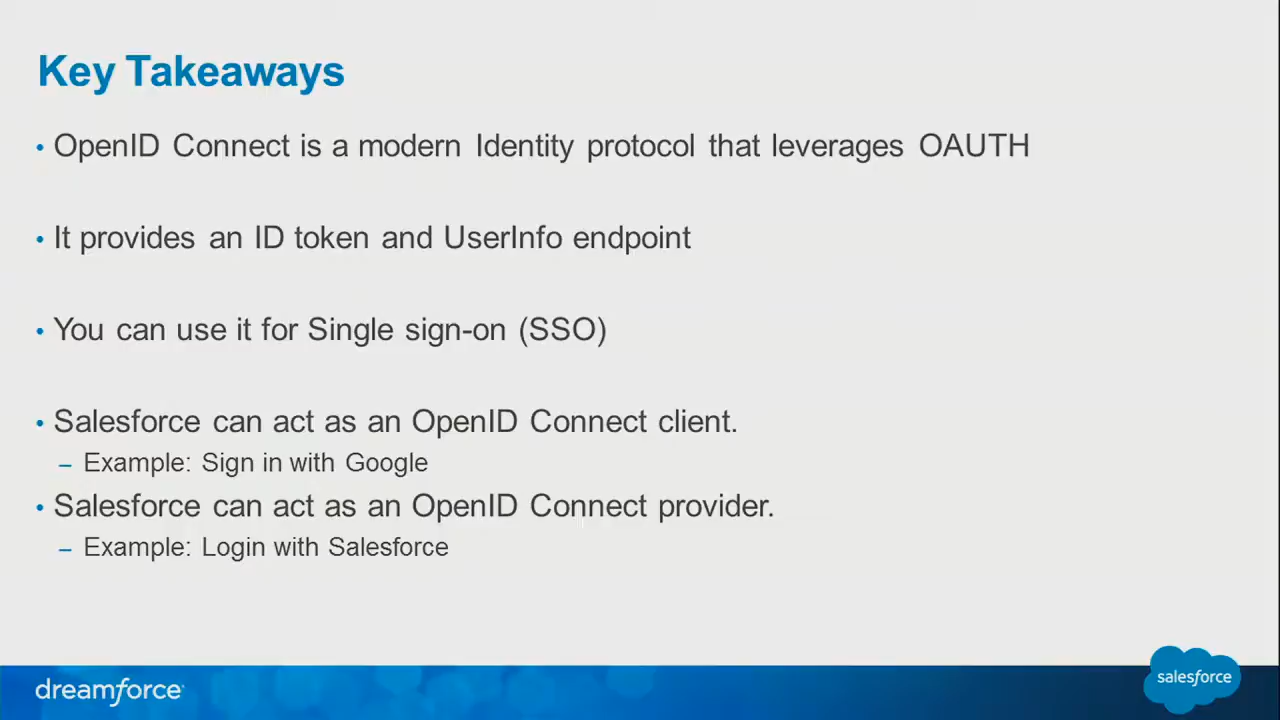 Key Takeaways
• OpenID Connect is a modern Identity protocol that leverages OAUTH
• It provides an ID token and UserInfo endpoint
• You can use it for Single sign-on (SSO)
• Salesforce can act as an OpenID Connect client.
– Example: Sign in with Google
• Salesforce can act as an OpenID Connect provider.
– Example: Login with Salesforce
dreamforce
salesforce